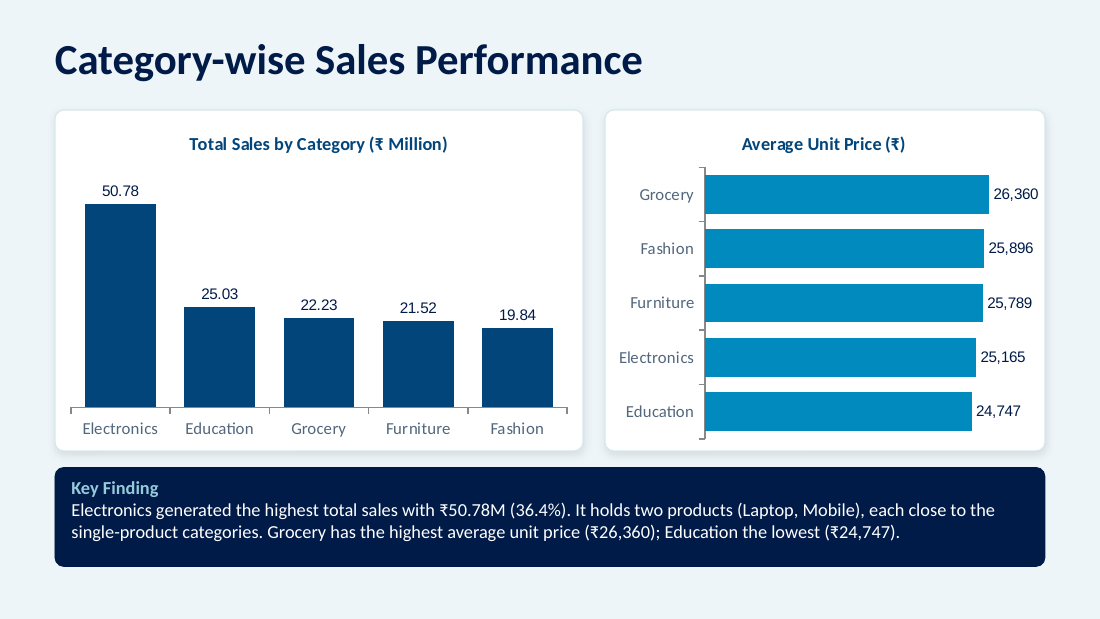 Category-wise Sales Performance
Total Sales by Category (₹ Million)
50.78
25.03
22.23
21.52
19.84
Electronics
Education
Grocery
Furniture
Fashion
Average Unit Price (₹)
Grocery
26,360
Fashion
25,896
Furniture
25,789
Electronics
25,165
Education
24,747
Key Finding
Electronics generated the highest total sales with ₹50.78M (36.4%). It holds two products (Laptop, Mobile), each close to the
single-product categories. Grocery has the highest average unit price (₹26,360); Education the lowest (₹24,747).